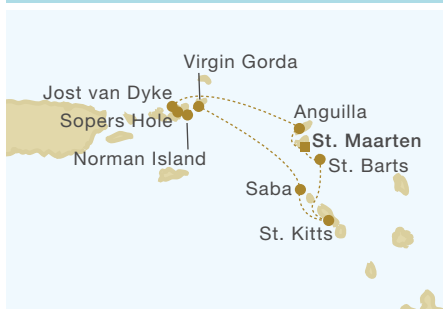 Virgin Gorda
Jost van Dyke
Sopers Hole
Norman Island
Anguilla
St. Maarten
St. Barts
Saba
St. Kitts